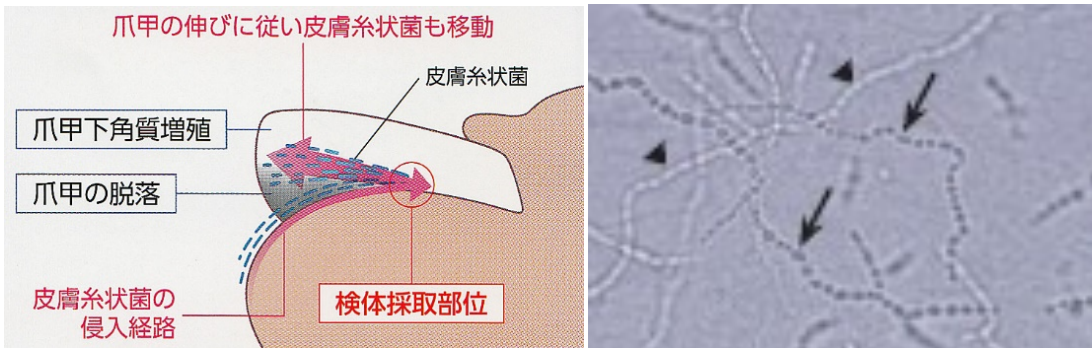 爪甲の伸びに従い皮膚糸状菌も移動
皮膚糸状菌
爪甲下角質増殖
爪甲の脱落
皮膚糸状菌の
侵入経路
検体採取部位